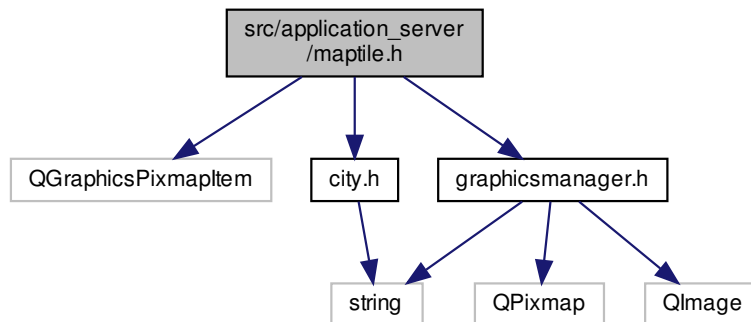 src/application_server
/maptile.h
QGraphicsPixmapItem
city.h
graphicsmanager.h
string
QPixmap
QImage